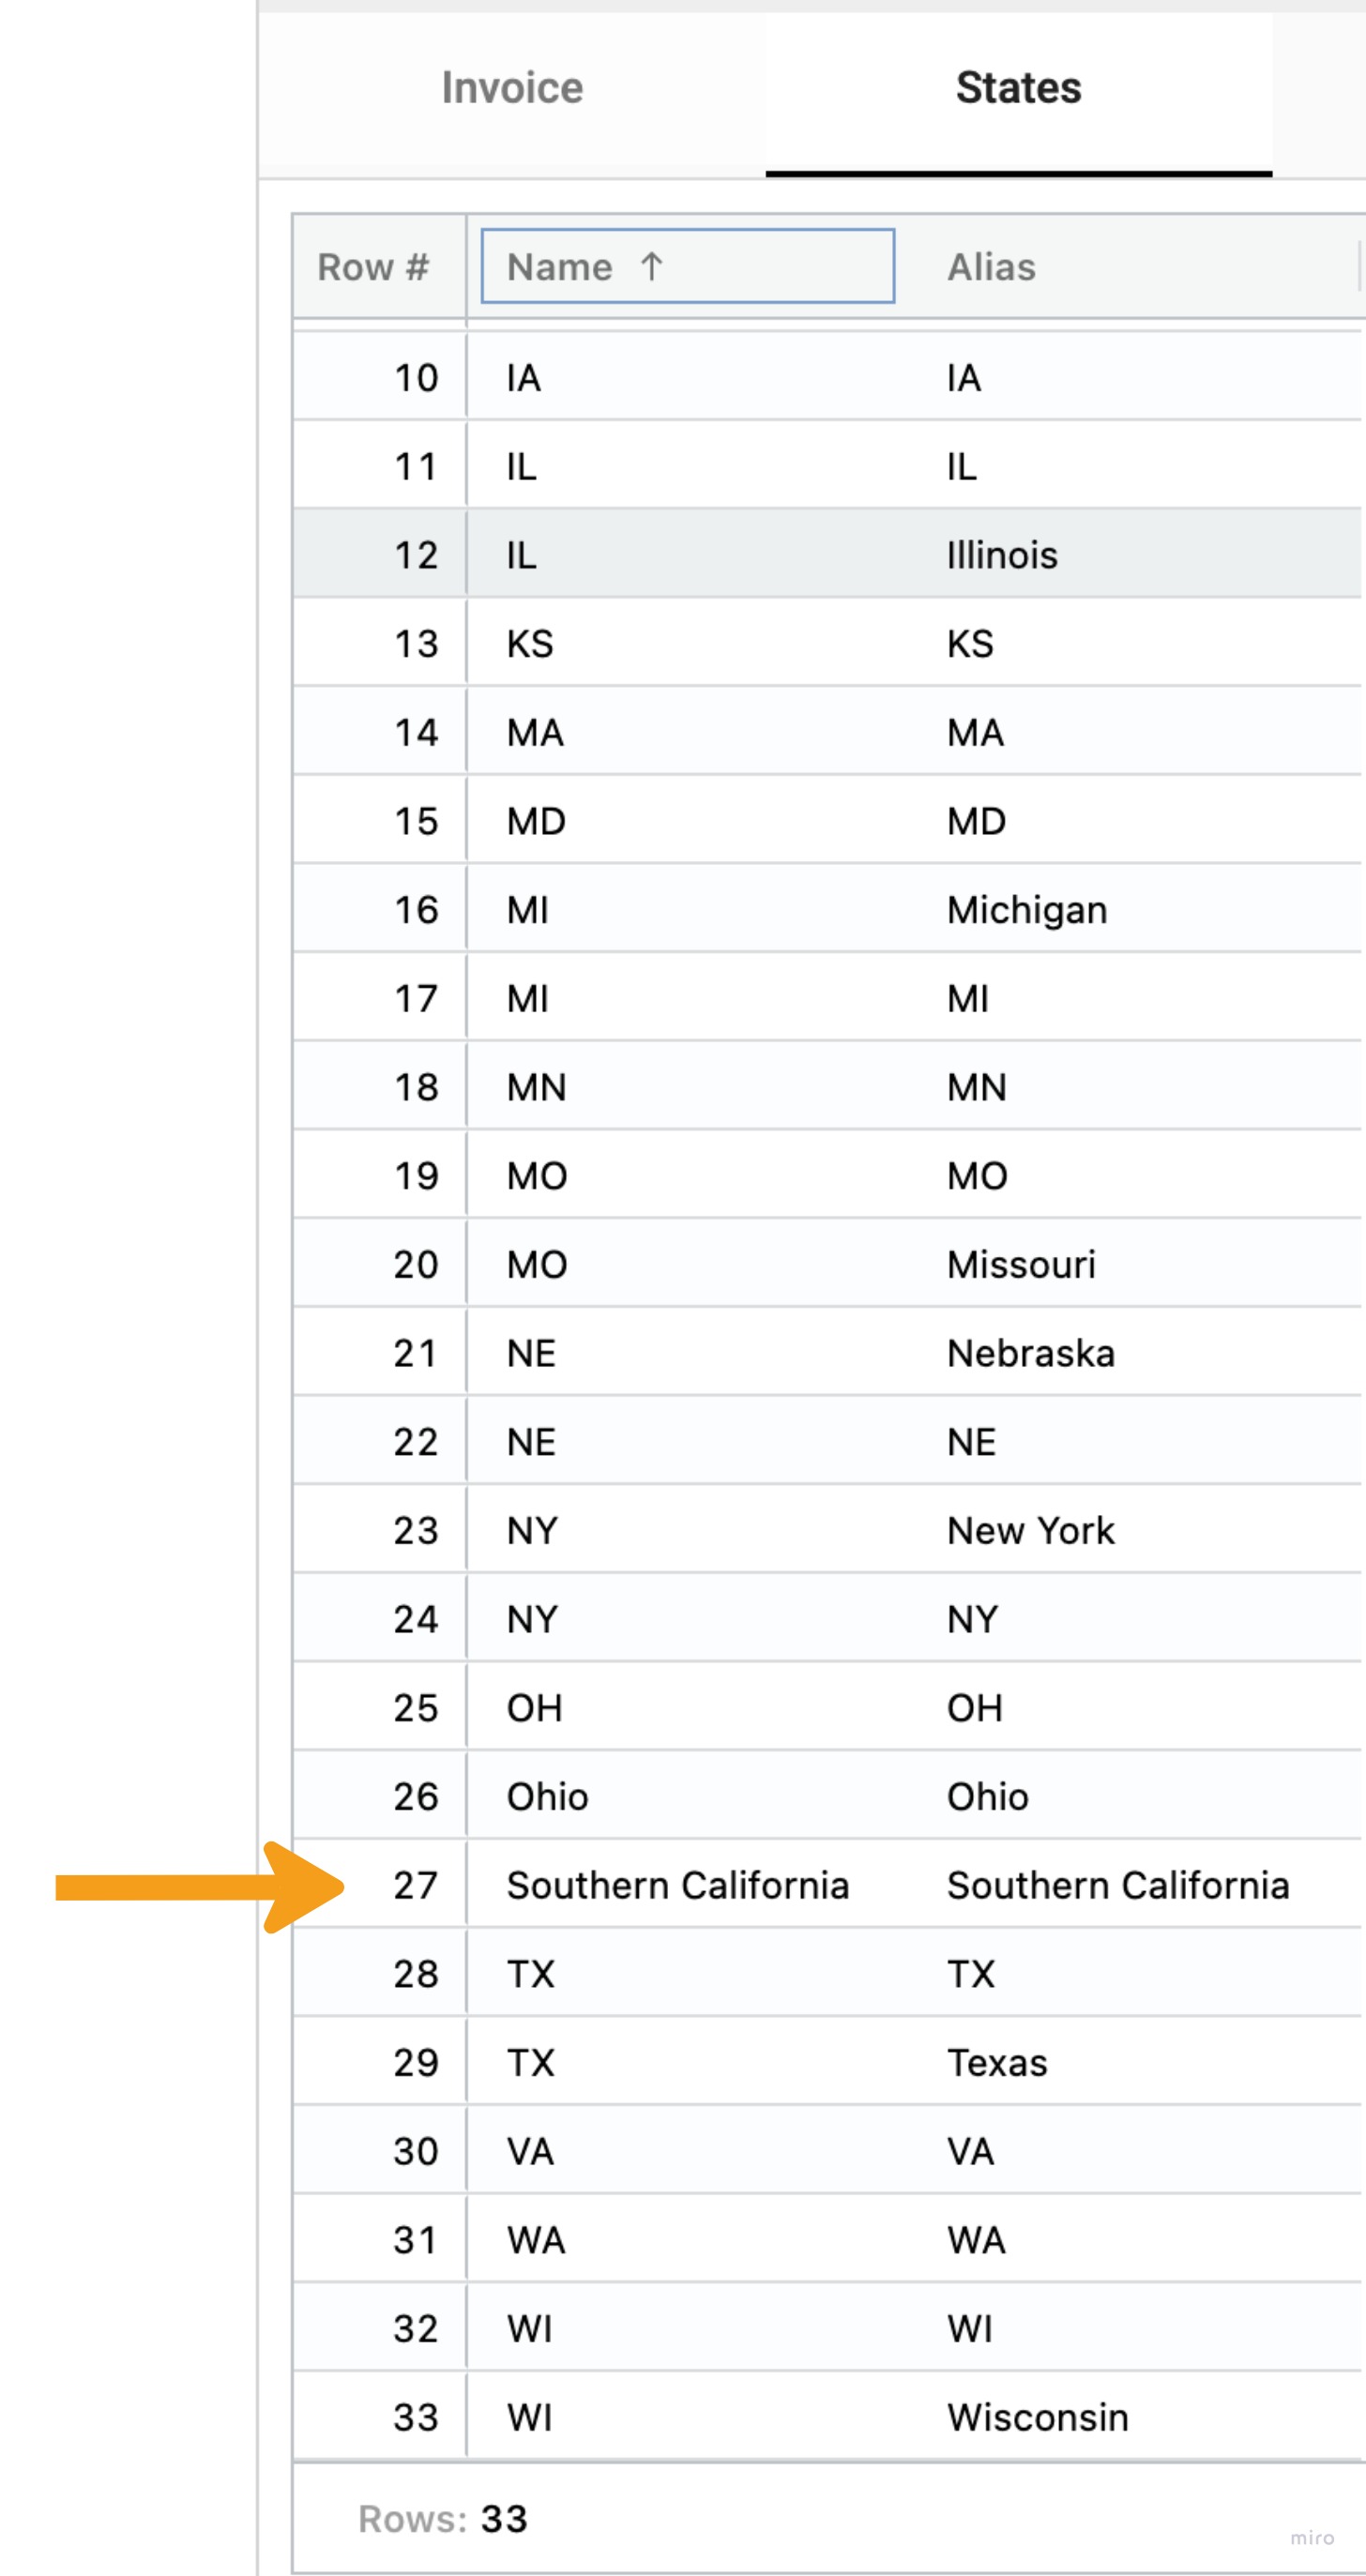 Invoice States
Row # Name ↑ Alias
10 IA IA
11 IL IL
12 IL Illinois
13 KS KS
14 MA MA
15 MD MD
16 MI Michigan
17 MI MI
18 MN MN
19 MO MO
20 MO Missouri
21 NE Nebraska
22 NE NE
23 NY New York
24 NY NY
25 OH OH
26 Ohio Ohio
27 Southern California Southern California
28 TX TX
29 TX Texas
30 VA VA
31 WA WA
32 WI WI
33 WI Wisconsin
Rows: 33
miro